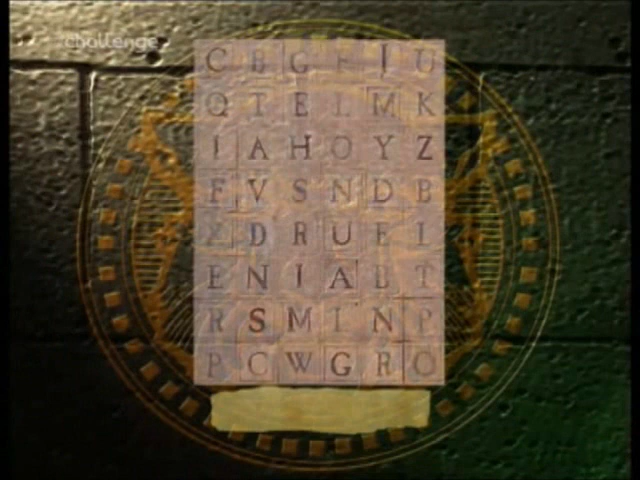 challenge
C B G F J U
Q T E L M K
I A H O Y Z
F V S N D B
X D R U E L
E N J A B T
R S M I N P
P C W G R O